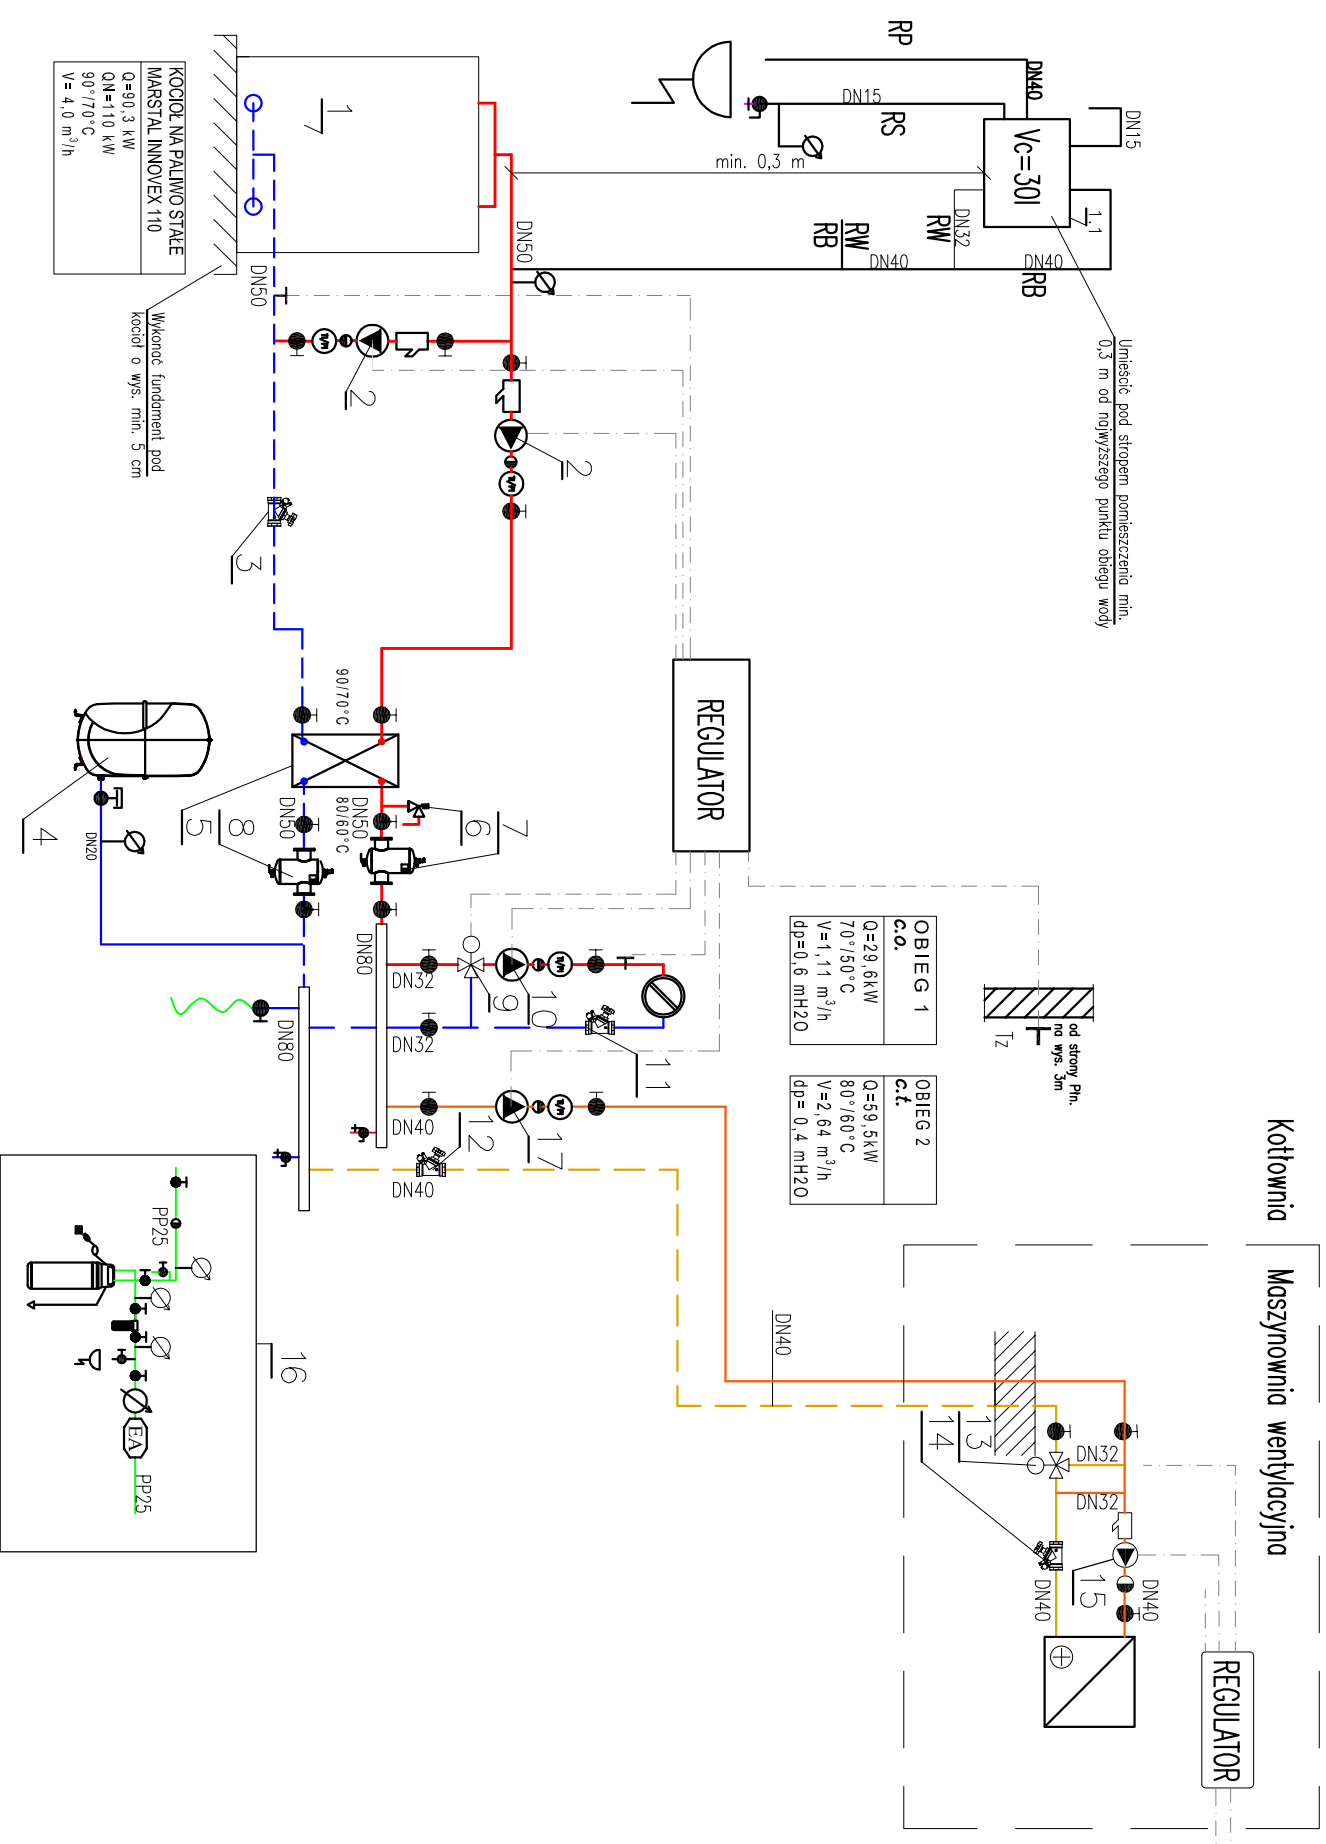 Kotłownia
Maszynownia wentylacyjna
RP
DN40
DN15
DN15
RS
min. 0,3 m
Vc=30l
1.1
RW
DN32
RW
RB
DN40
DN40
RB
Umieścić pod stropem pomieszczenia min.
0,3 m od najwyższego punktu obiegu wody
1
KOCIOŁ NA PALIWO STAŁE
MARSTAL INNOVEX 110
Q=90,3 kW
QN=110 kW
90°/70°C
V= 4,0 m³/h
Wykonać fundament pod
kocioł o wys. min. 5 cm
DN50
DN50
2
2
3
REGULATOR
90/70°C
4
DN20
5
8
DN50
DN50
80/60°C
6
7
DN80
DN80
DN32
DN32
9
10
11
DN40
DN40
12
17
OBIEG 1
c.o.
Q=29,6kW
70°/50°C
V=1,11 m³/h
dp=0,6 mH2O
OBIEG 2
c.t.
Q=59,5kW
80°/60°C
V=2,64 m³/h
dp= 0,4 mH2O
od strony Płn.
na wys. 3m
Tz
DN40
13
14
DN32
DN32
15
DN40
DN40
REGULATOR
16
PP25
EA
PP25